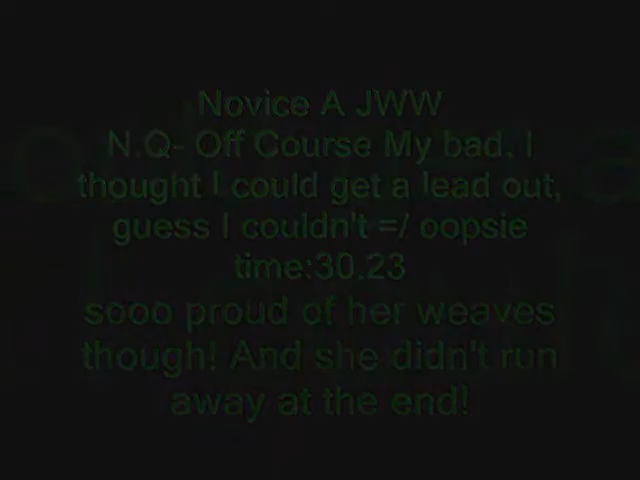 Novice A JWW
N.Q- Off Course My bad, I
thought I could get a lead out,
guess I couldn't =/ oopsie
time:30.23
sooo proud of her weaves
though! And she didn't run
away at the end!